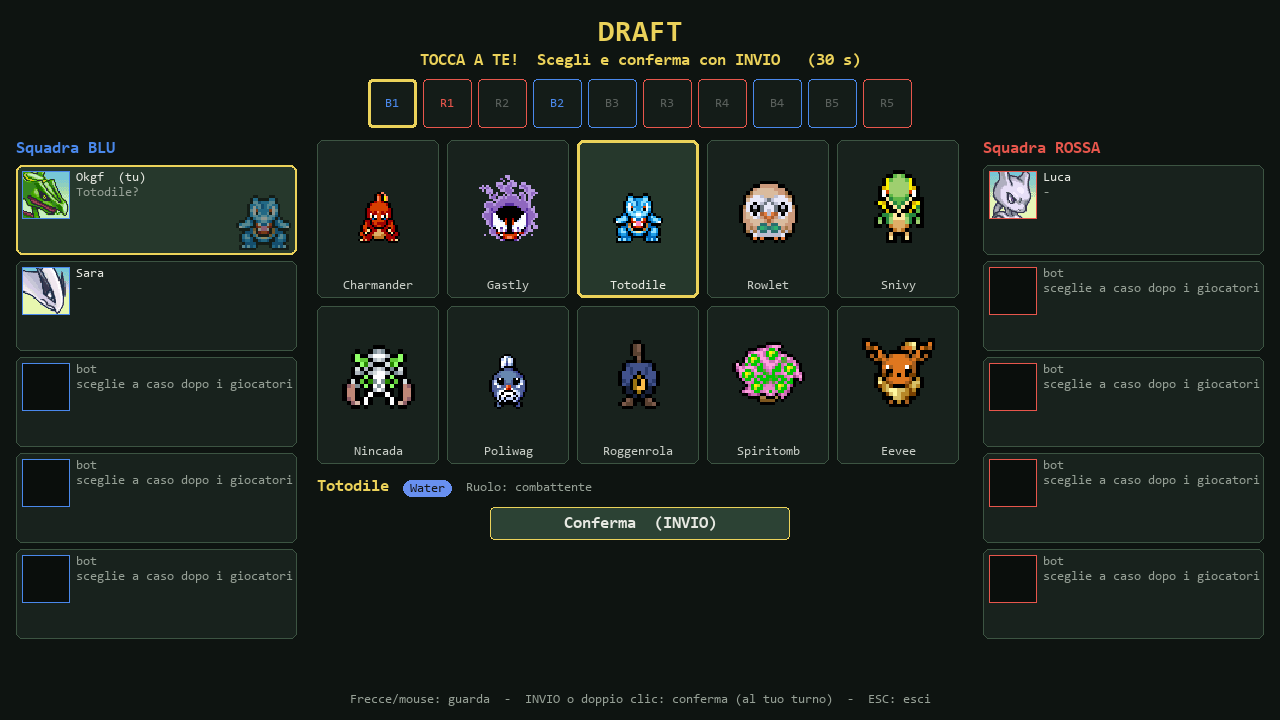 DRAFT
TOCCA A TE!  Scegli e conferma con INVIO   (30 s)
B1 R1 R2 B2 B3 R3 R4 B4 B5 R5
Squadra BLU
Okgf  (tu)
Totodile?
Sara
-
bot
sceglie a caso dopo i giocatori
bot
sceglie a caso dopo i giocatori
bot
sceglie a caso dopo i giocatori
Charmander
Gastly
Totodile
Rowlet
Snivy
Nincada
Poliwag
Roggenrola
Spiritomb
Eevee
Totodile  Water  Ruolo: combattente
Conferma  (INVIO)
Squadra ROSSA
Luca
-
bot
sceglie a caso dopo i giocatori
bot
sceglie a caso dopo i giocatori
bot
sceglie a caso dopo i giocatori
bot
sceglie a caso dopo i giocatori
Frecce/mouse: guarda  -  INVIO o doppio clic: conferma (al tuo turno)  -  ESC: esci